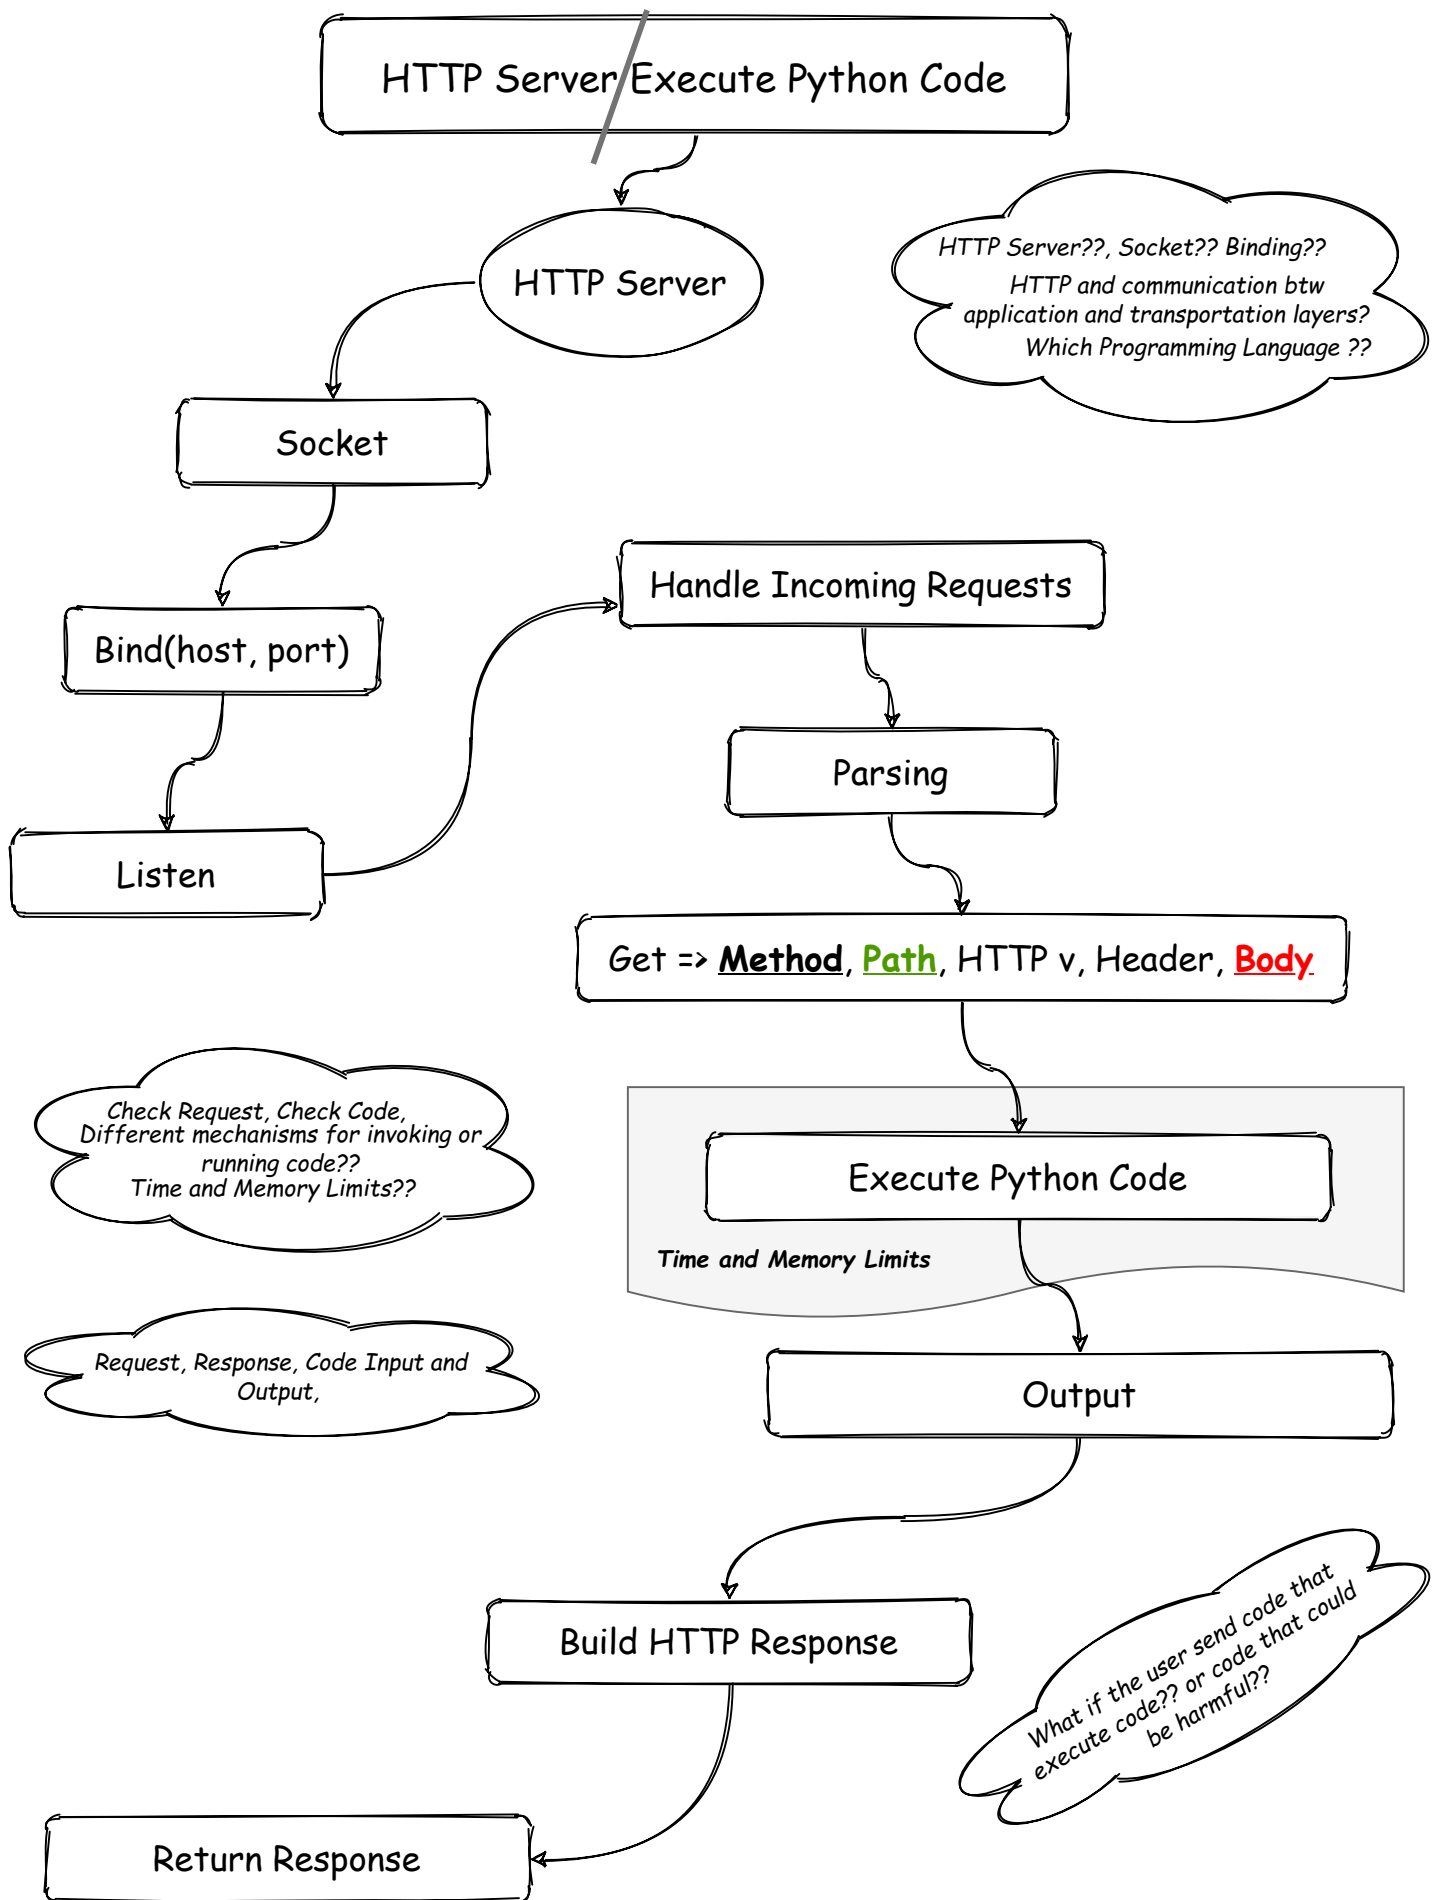 HTTP Server Execute Python Code
HTTP Server
HTTP Server??, Socket?? Binding??
HTTP and communication btw
application and transportation layers?
Which Programming Language ??
Socket
Handle Incoming Requests
Bind(host, port)
Parsing
Listen
Get => Method, Path, HTTP v, Header, Body
Check Request, Check Code,
Different mechanisms for invoking or
running code??
Time and Memory Limits??
Execute Python Code
Time and Memory Limits
Request, Response, Code Input and
Output,
Output
Build HTTP Response
What if the user send code that
execute code?? or code that could
be harmful??
Return Response